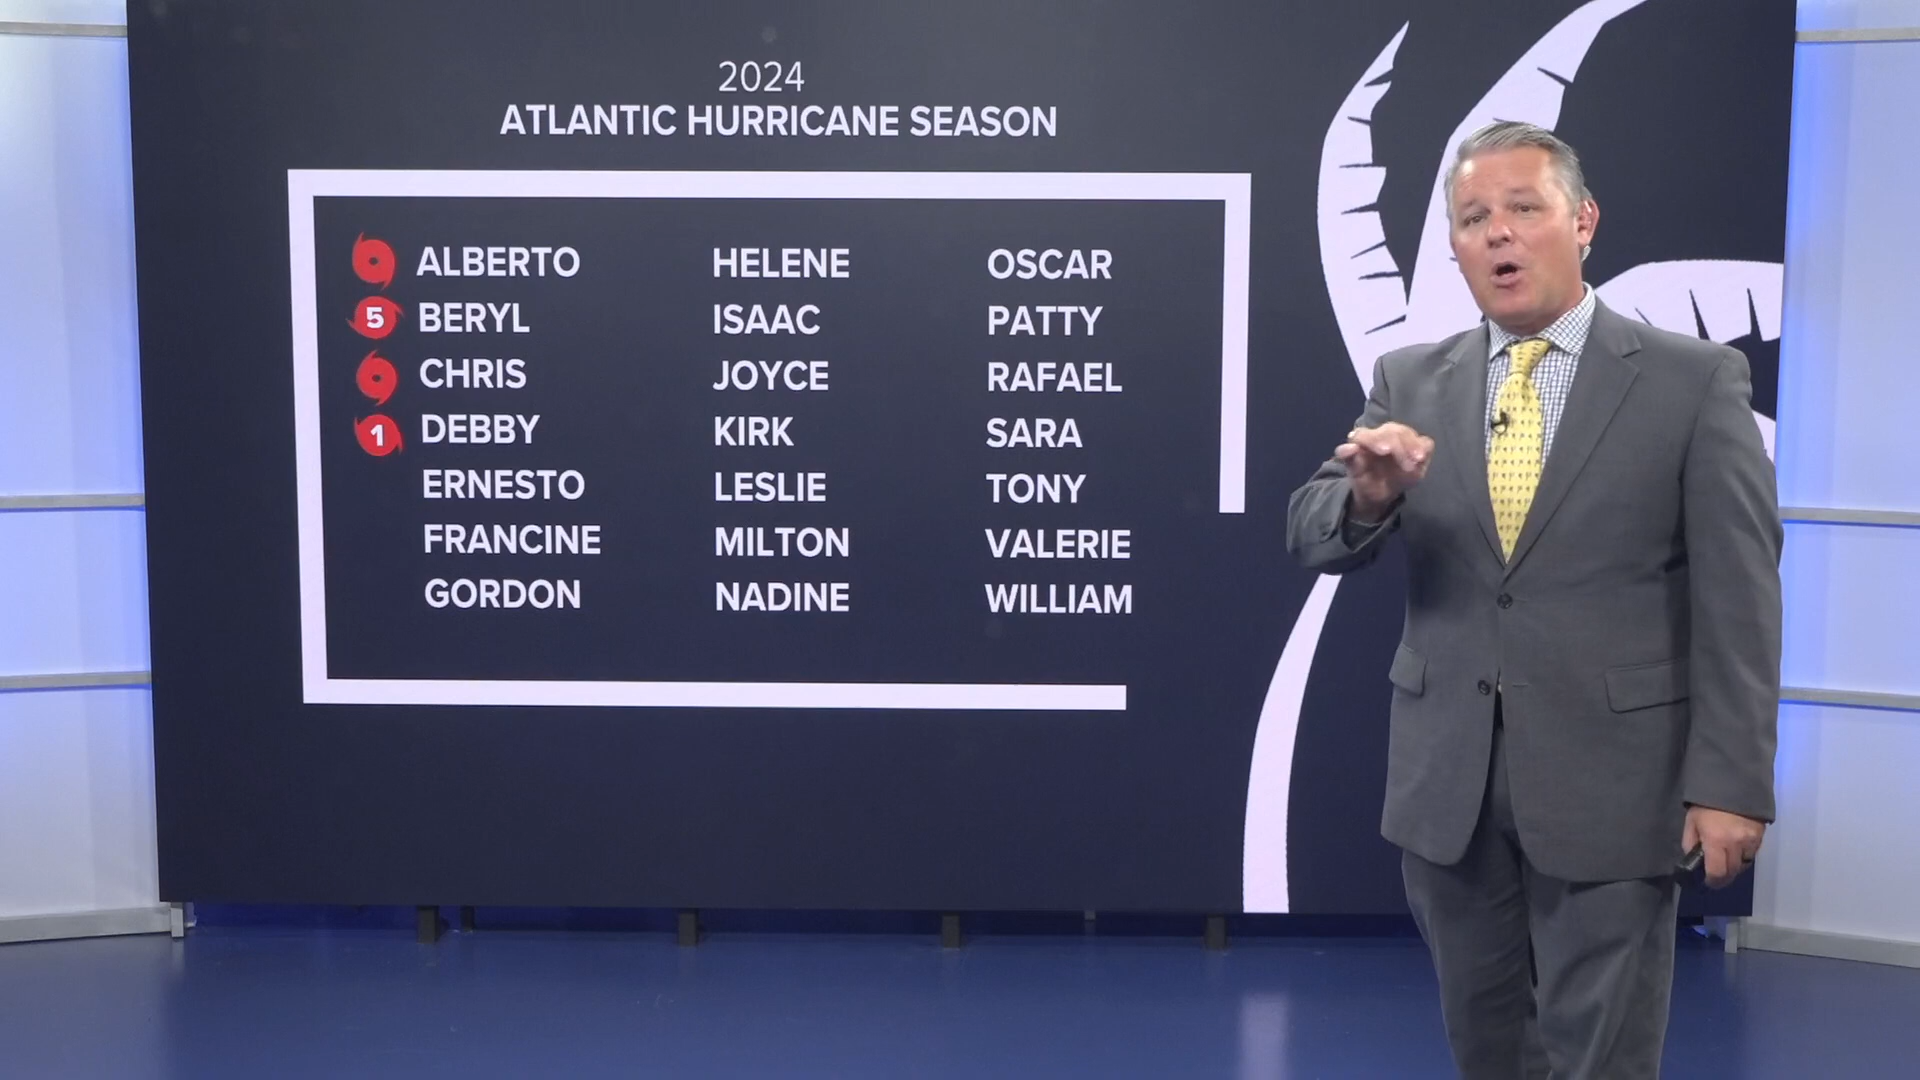 2024
ATLANTIC HURRICANE SEASON
ALBERTO
5 BERYL
CHRIS
1 DEBBY
ERNESTO
FRANCINE
GORDON
HELENE
ISAAC
JOYCE
KIRK
LESLIE
MILTON
NADINE
OSCAR
PATTY
RAFAEL
SARA
TONY
VALERIE
WILLIAM